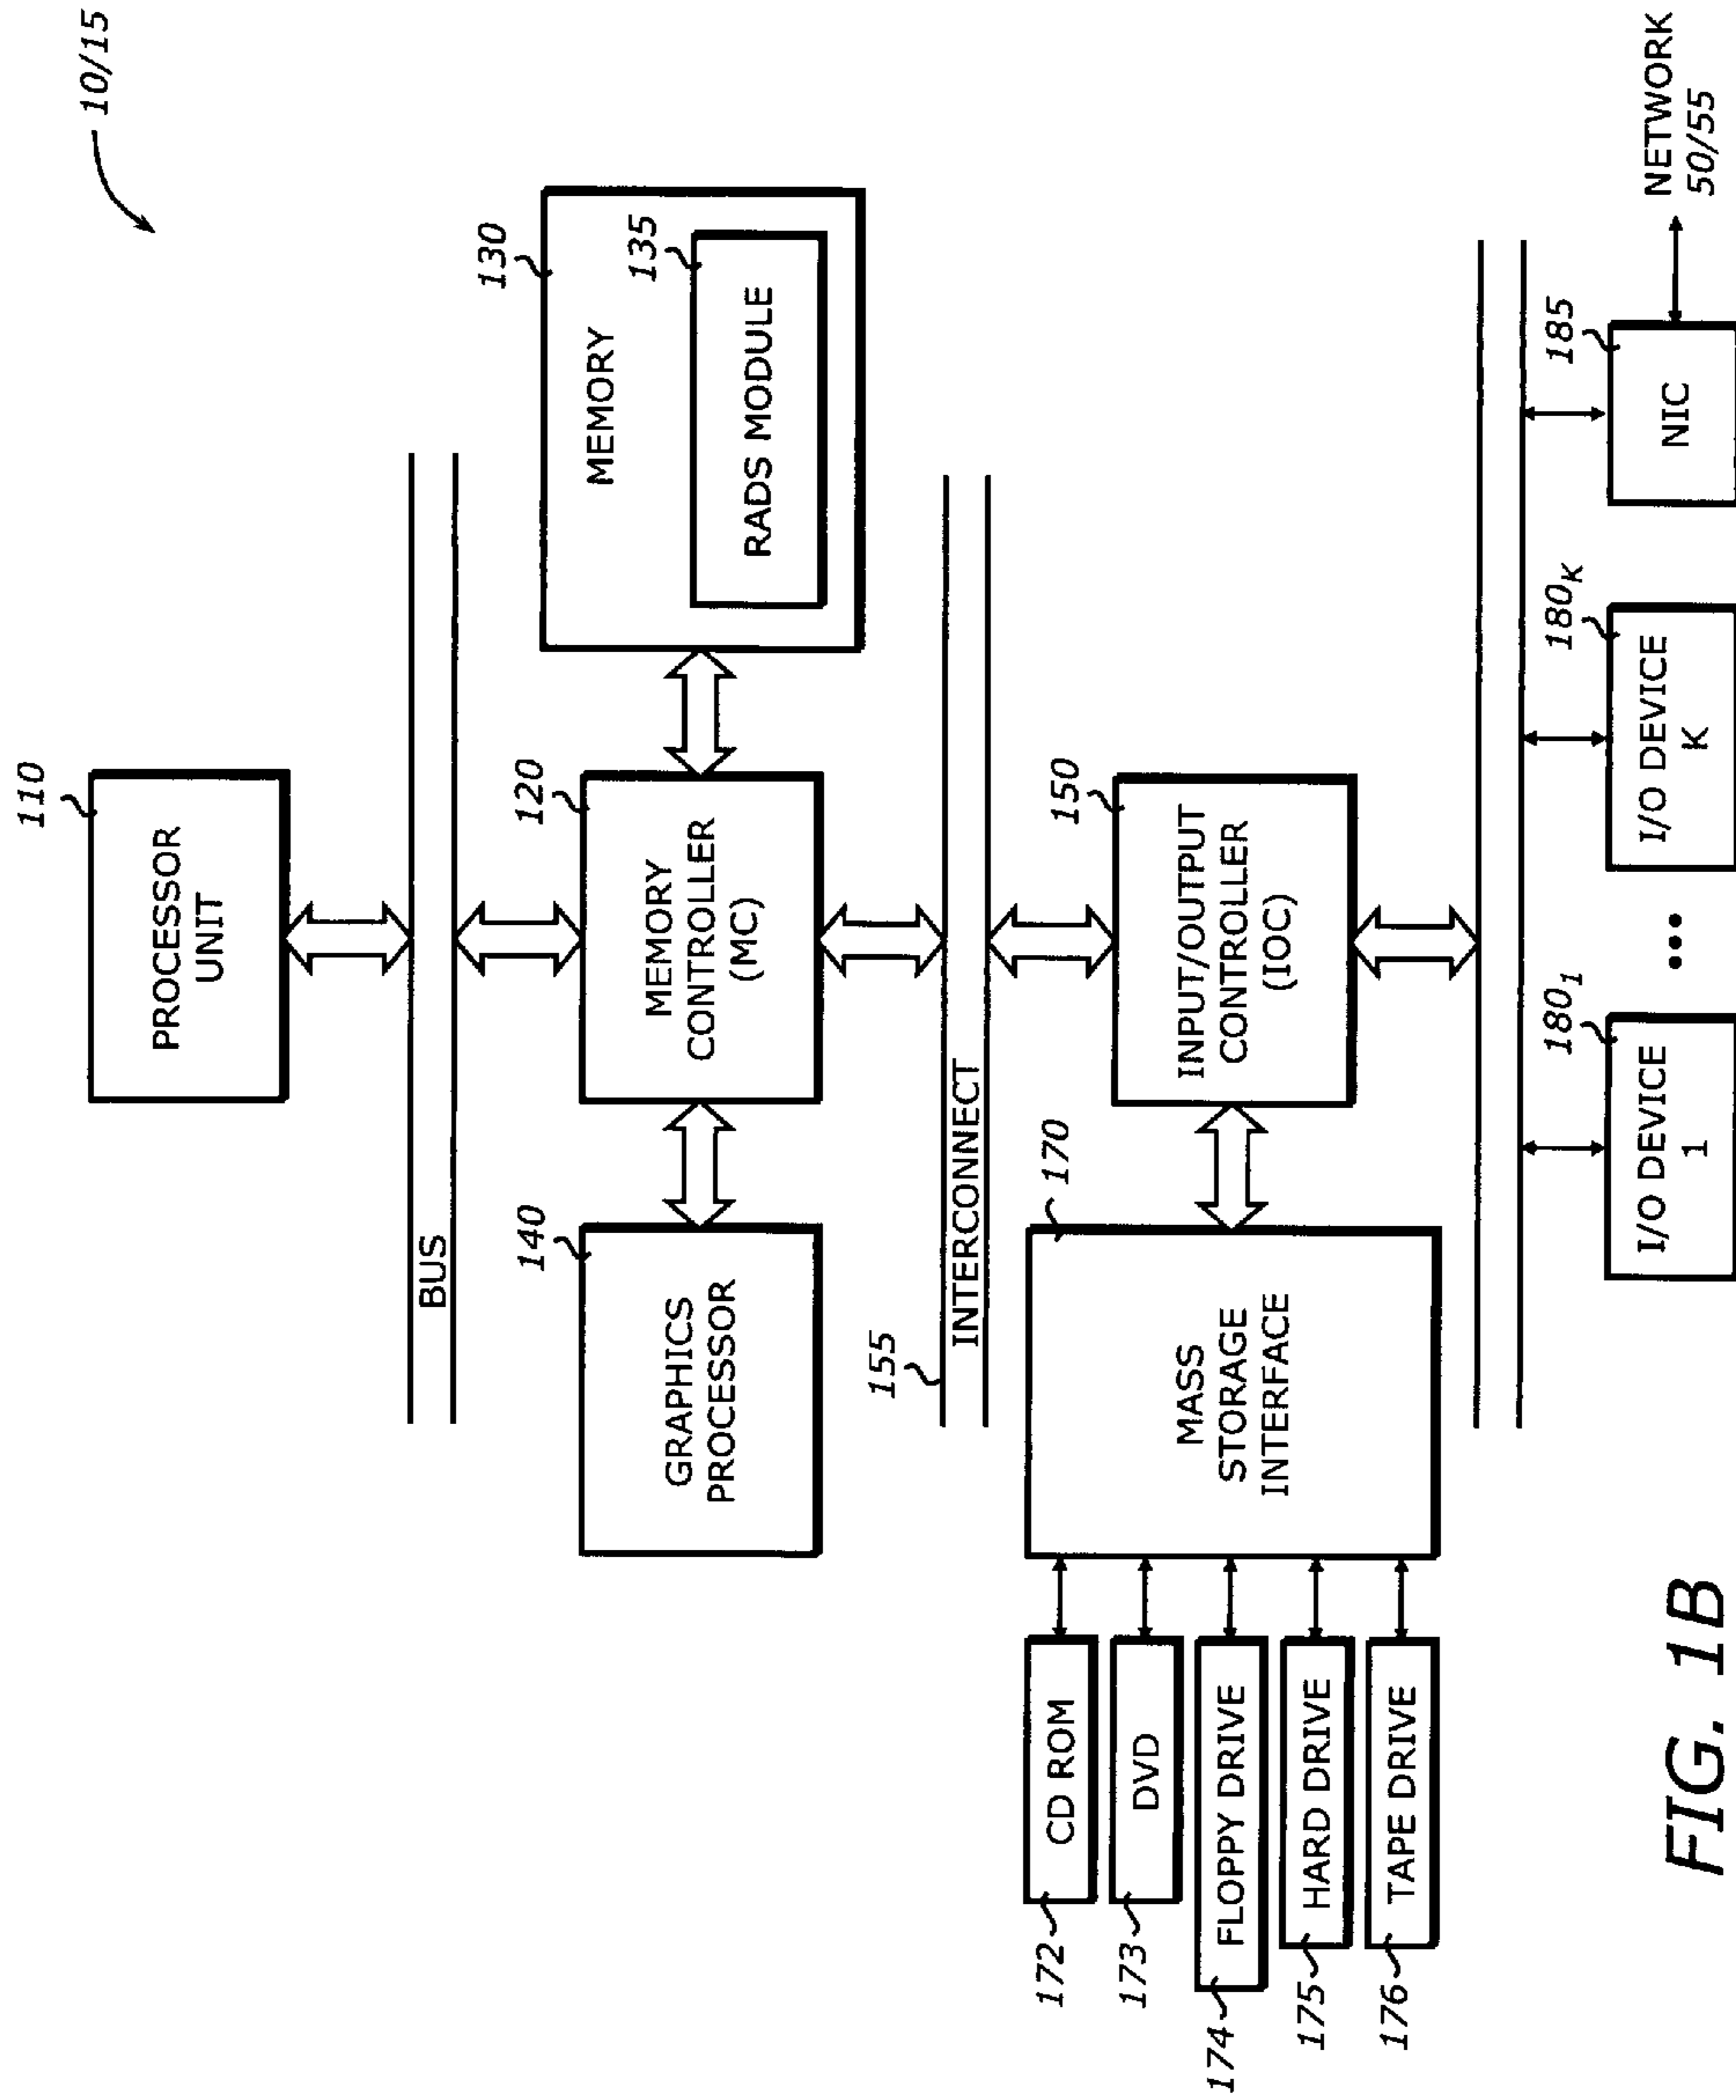 10/15
110
PROCESSOR
UNIT
BUS
140
GRAPHICS
PROCESSOR
120
MEMORY
CONTROLLER
(MC)
130
MEMORY
135
RADS MODULE
155
INTERCONNECT
170
MASS
STORAGE
INTERFACE
150
INPUT/OUTPUT
CONTROLLER
(IOC)
172
CD ROM
173
DVD
174
FLOPPY DRIVE
175
HARD DRIVE
176
TAPE DRIVE
180₁
I/O DEVICE
1
...
180K
I/O DEVICE
K
185
NIC
NETWORK
50/55
FIG. 1B